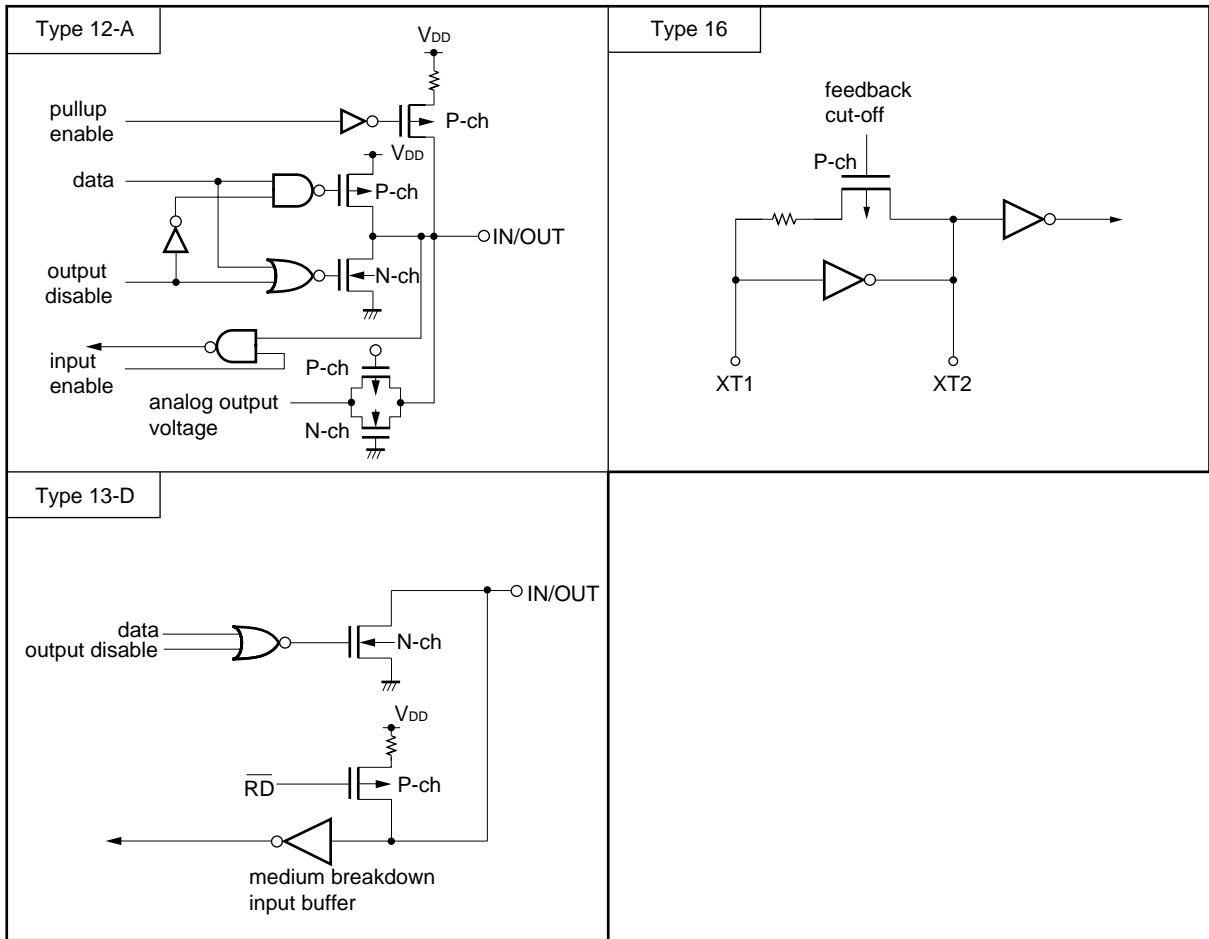 Type 12-A
VDD
pullup
enable
P-ch
VDD
data
P-ch
IN/OUT
output
disable
N-ch
input
enable
P-ch
analog output
voltage
N-ch
Type 16
feedback
cut-off
P-ch
XT1
XT2
Type 13-D
IN/OUT
data
output disable
N-ch
VDD
RD
P-ch
medium breakdown
input buffer